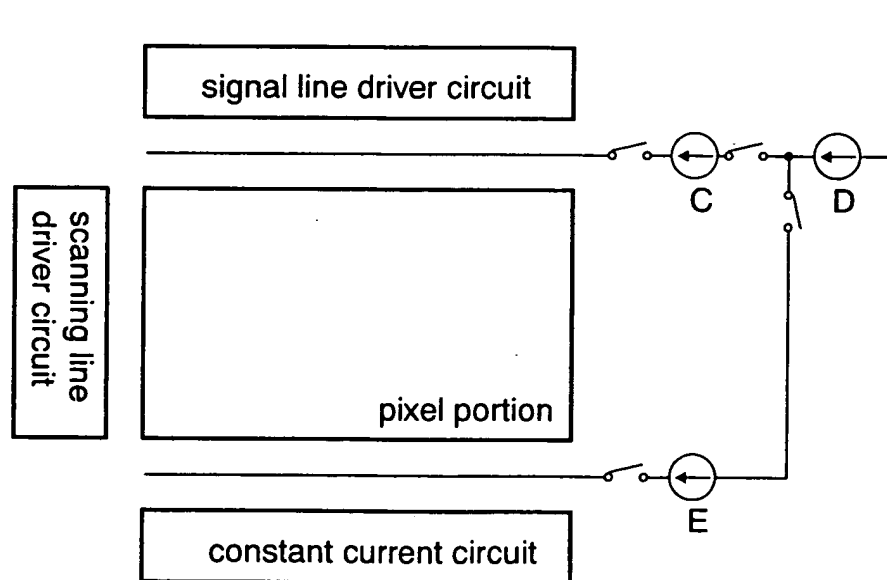 signal line driver circuit
C
D
scanning line
driver circuit
pixel portion
E
constant current circuit